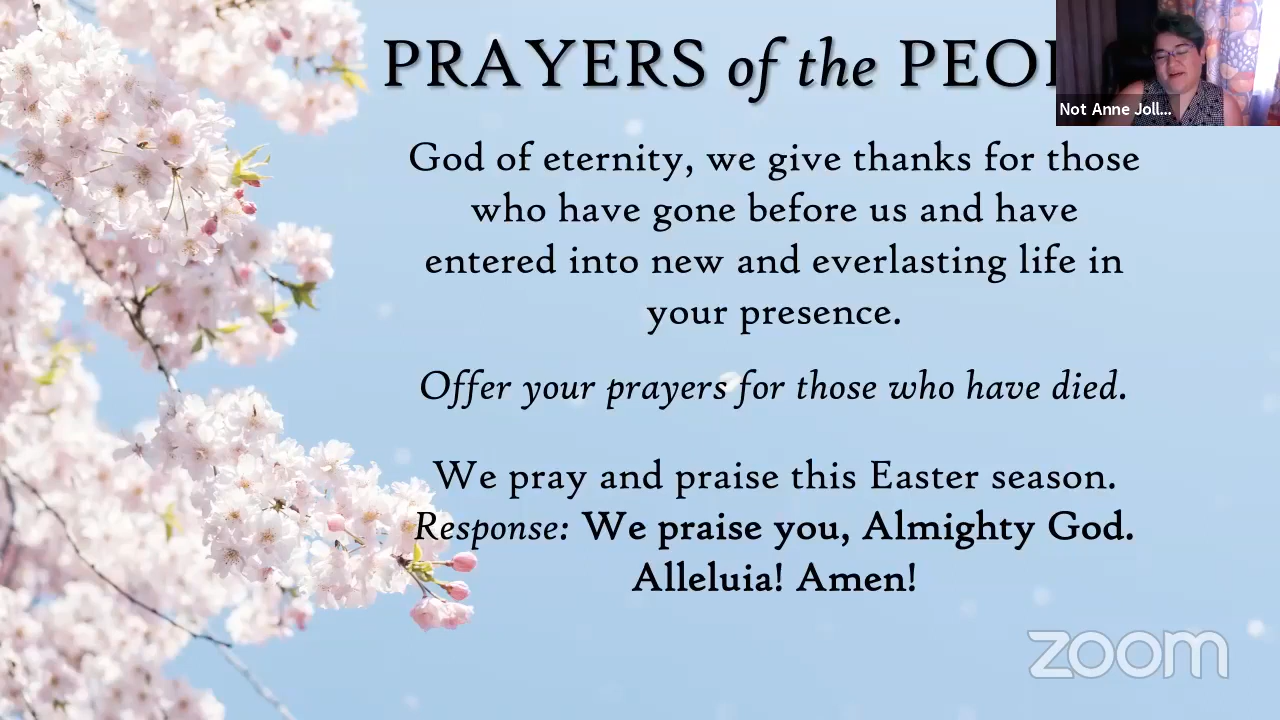 PRAYERS of the
Not Anne Joll...
God of eternity, we give thanks for those
who have gone before us and have
entered into new and everlasting life in
your presence.
Offer your prayers for those who have died.
We pray and praise this Easter season.
Response: We praise you, Almighty God.
Alleluia! Amen!
zoom